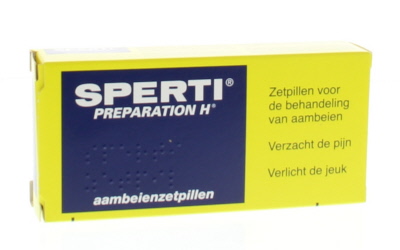 SPERTI®
PREPARATION H®
aambeienzetpillen
Zetpillen voor
de behandeling
van aambeien
Verzacht de pijn
Verlicht de jeuk